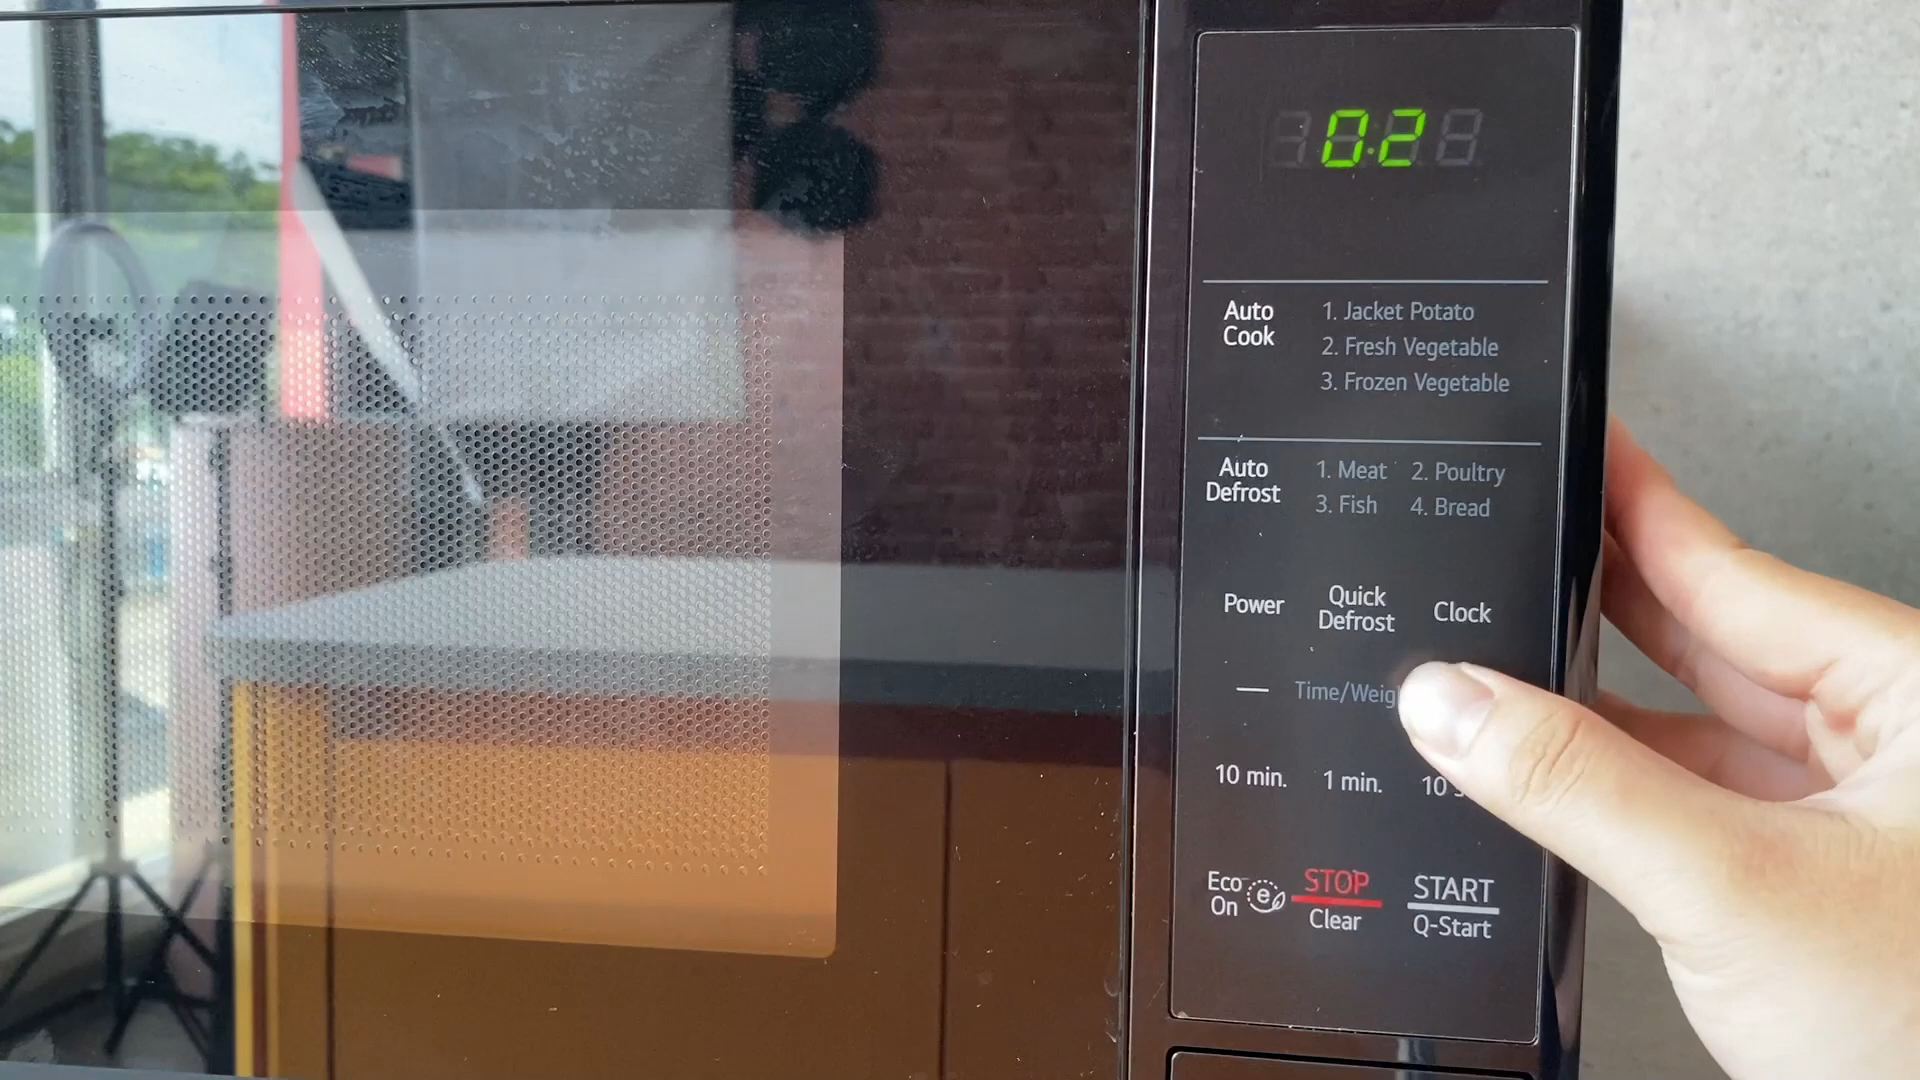 0.2
Auto
Cook
1. Jacket Potato
2. Fresh Vegetable
3. Frozen Vegetable
Auto
Defrost
1. Meat 2. Poultry
3. Fish 4. Bread
Power
Quick
Defrost
Clock
— Time/Weig
10 min. 1 min. 10
Eco
On
e
STOP
Clear
START
Q-Start